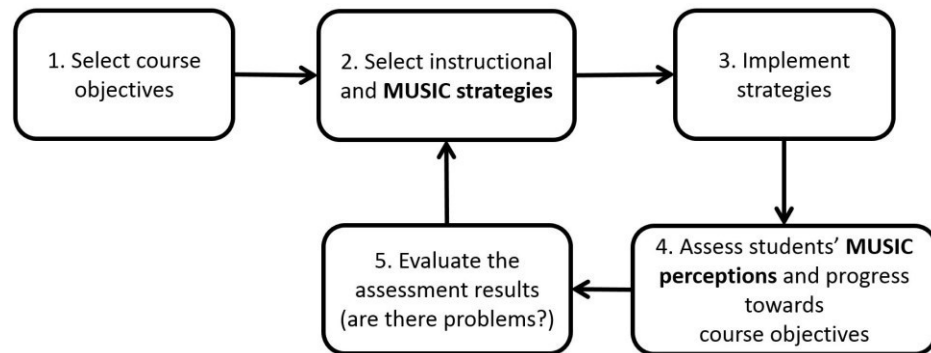 1. Select course
objectives
2. Select instructional
and MUSIC strategies
3. Implement
strategies
4. Assess students’ MUSIC
perceptions and progress
towards
course objectives
5. Evaluate the
assessment results
(are there problems?)